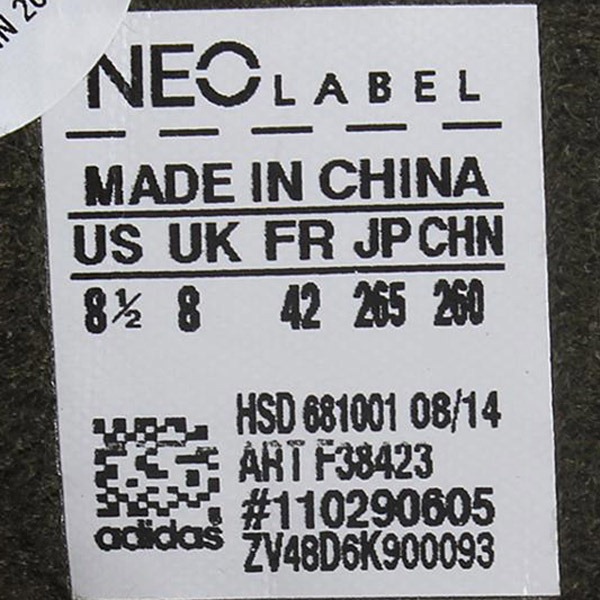 N 20
NEO LABEL
MADE IN CHINA
US UK FR JP CHN
8½ 8 42 265 260
HSD 681001 08/14
ART F38423
#110290605
adidas®
ZV48D6K900093